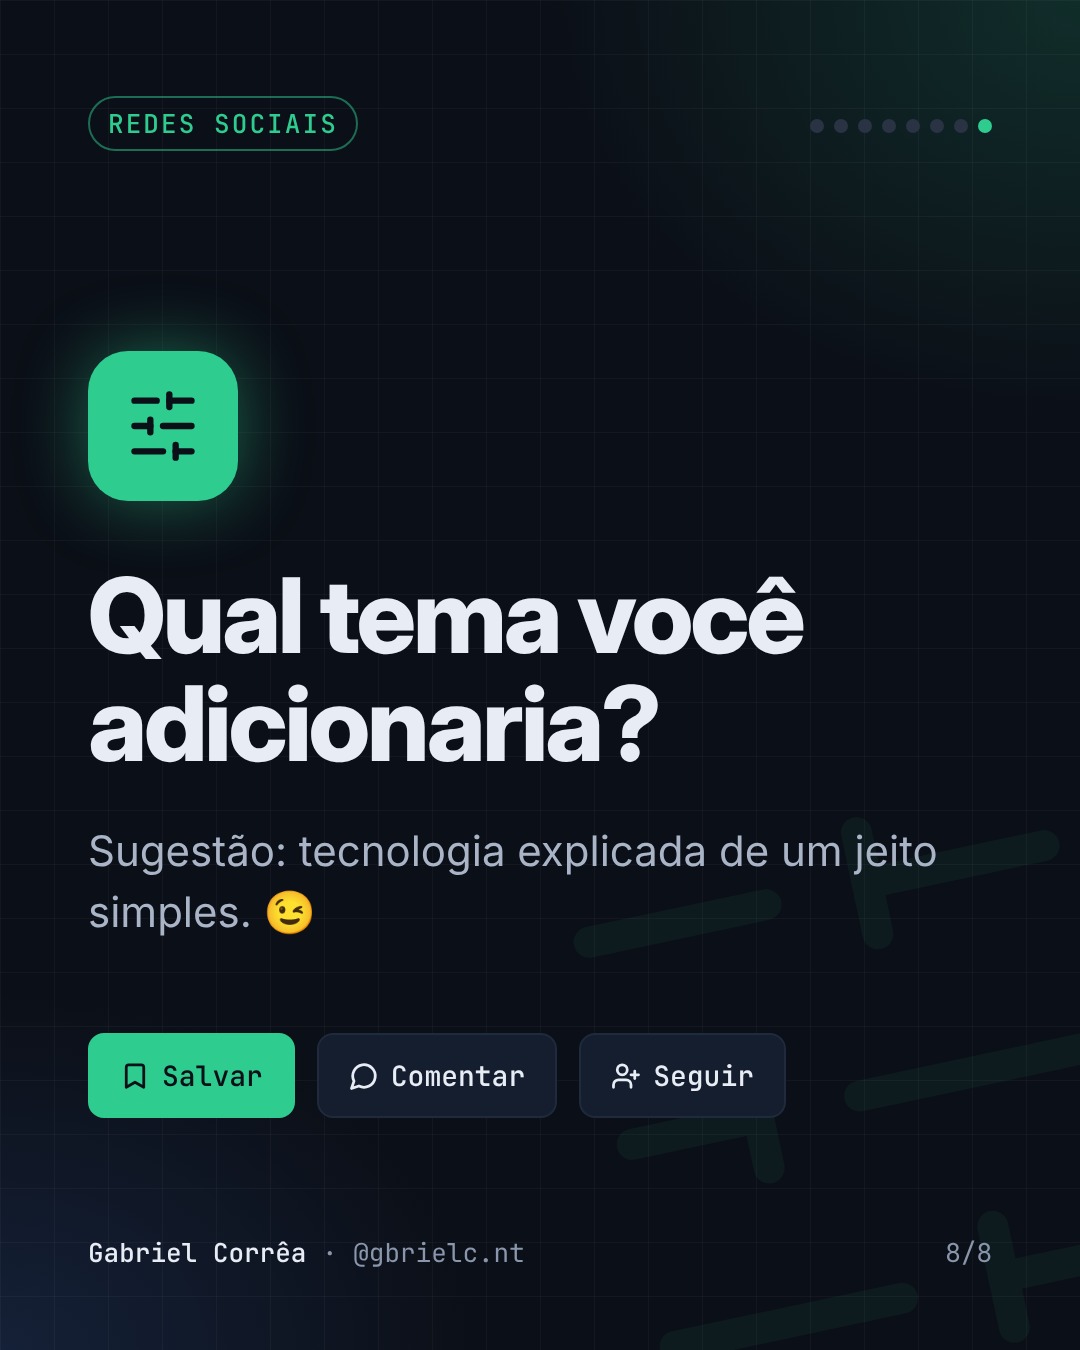 REDES SOCIAIS
Qual tema você
adicionaria?
Sugestão: tecnologia explicada de um jeito
simples. 😉
Salvar
Comentar
Seguir
Gabriel Corrêa · @gbrielc.nt
8/8